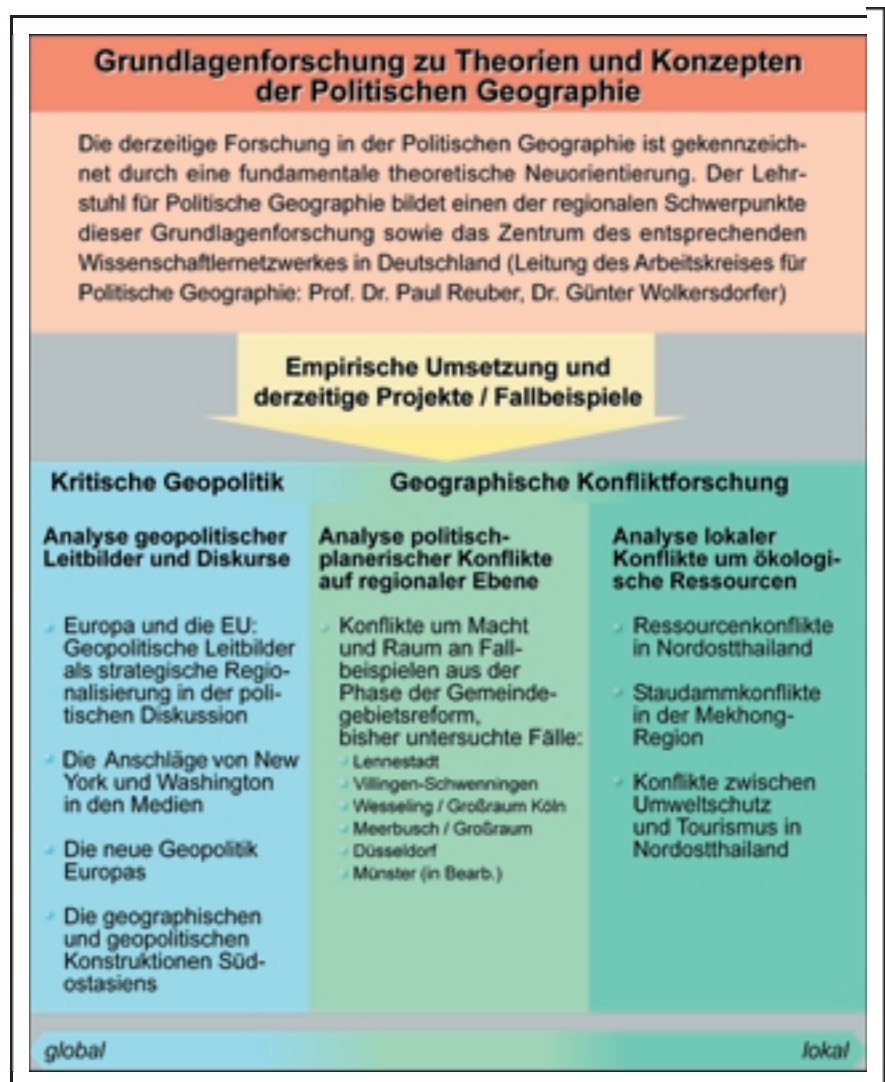 Grundlagenforschung zu Theorien und Konzepten
der Politischen Geographie
Die derzeitige Forschung in der Politischen Geographie ist gekennzeich-
net durch eine fundamentale theoretische Neuorientierung. Der Lehr-
stuhl für Politische Geographie bildet einen der regionalen Schwerpunkte
dieser Grundlagenforschung sowie das Zentrum des entsprechenden
Wissenschaftlernetzwerkes in Deutschland (Leitung des Arbeitskreises für
Politische Geographie: Prof. Dr. Paul Reuber, Dr. Günter Wolkersdorfer)
Empirische Umsetzung und
derzeitige Projekte / Fallbeispiele
Kritische Geopolitik
Analyse geopolitischer
Leitbilder und Diskurse
Europa und die EU:
Geopolitische Leitbilder
als strategische Regio-
nalisierung in der poli-
tischen Diskussion
Die Anschläge von New
York und Washington
in den Medien
Die neue Geopolitik
Europas
Die geographischen
und geopolitischen
Konstruktionen Süd-
ostasiens
Geographische Konfliktforschung
Analyse politisch-
planerischer Konflikte
auf regionaler Ebene
Konflikte um Macht
und Raum an Fall-
beispielen aus der
Phase der Gemeinde-
gebietsreform,
bisher untersuchte Fälle:
Lennestadt
Villingen-Schwenningen
Wesseling / Großraum Köln
Meerbusch / Großraum
Düsseldorf
Münster (in Bearb.)
Analyse lokaler
Konflikte um ökologi-
sche Ressourcen
Ressourcenkonflikte
in Nordostthailand
Staudammkonflikte
in der Mekhong-
Region
Konflikte zwischen
Umweltschutz
und Tourismus in
Nordostthailand
global
lokal